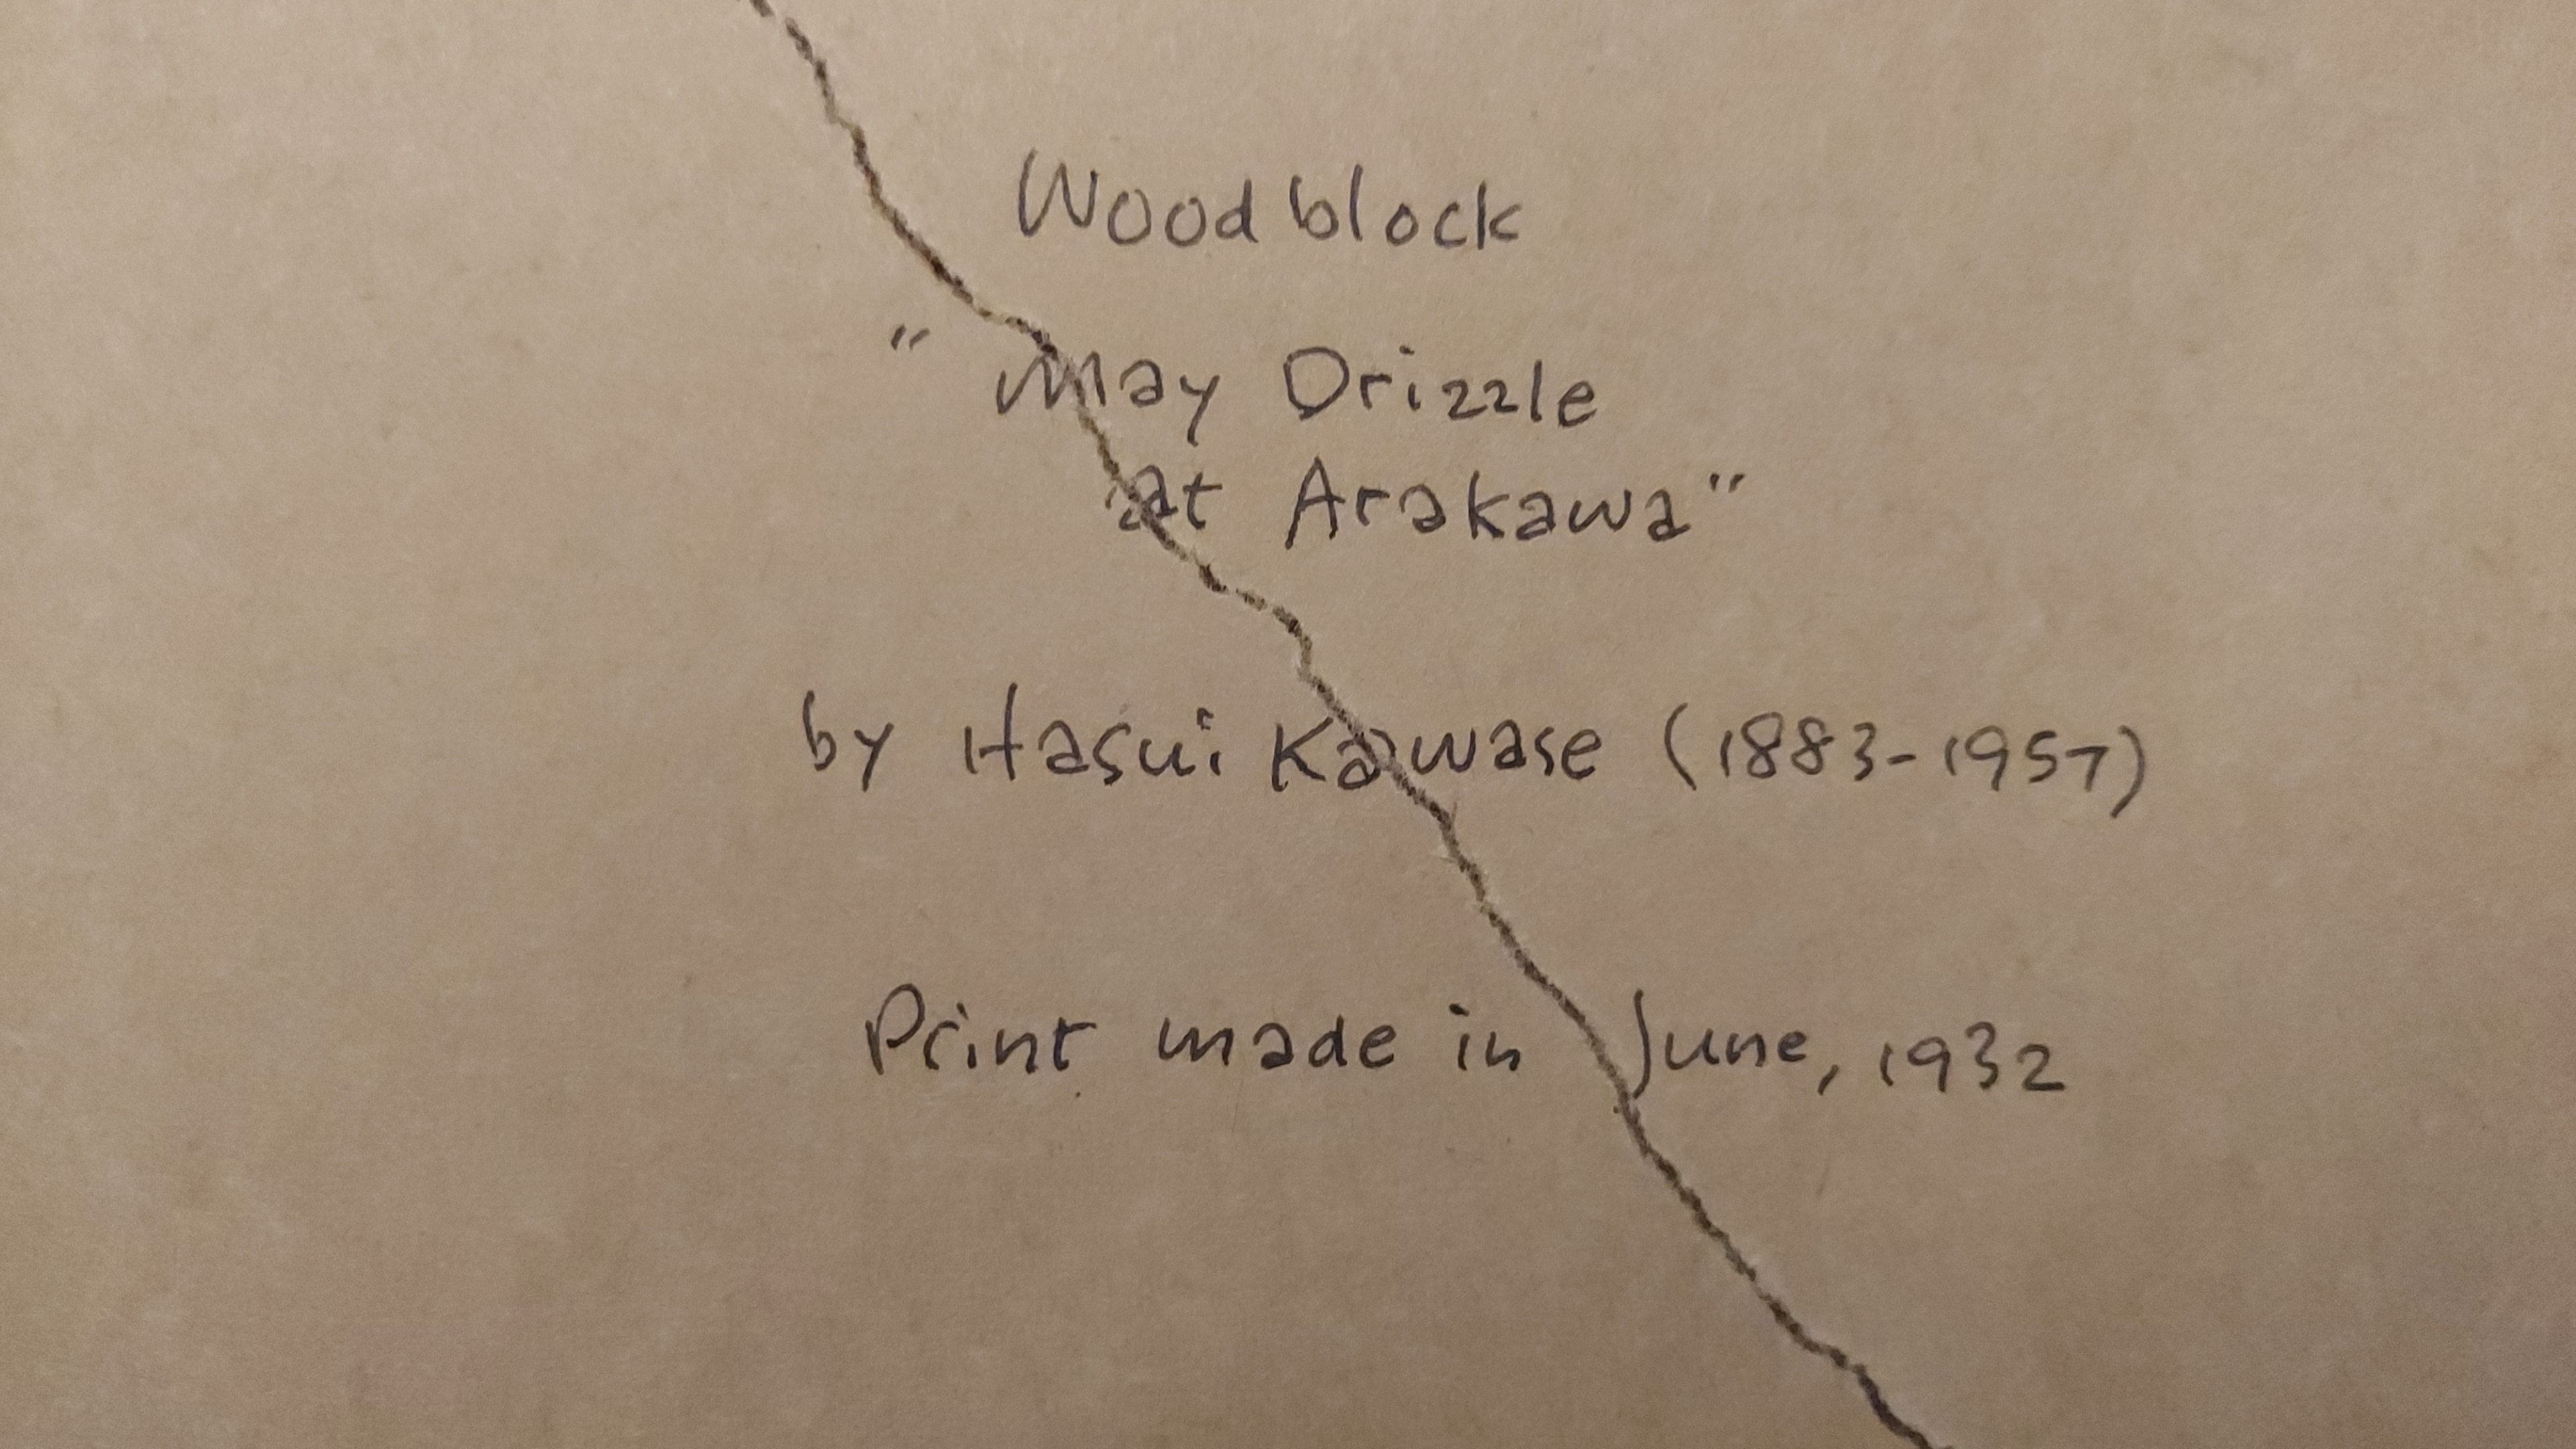 Woodblock
"May Drizzle
at Arakawa"
by Hasui Kawase (1883-1957)
Print made in June, 1932